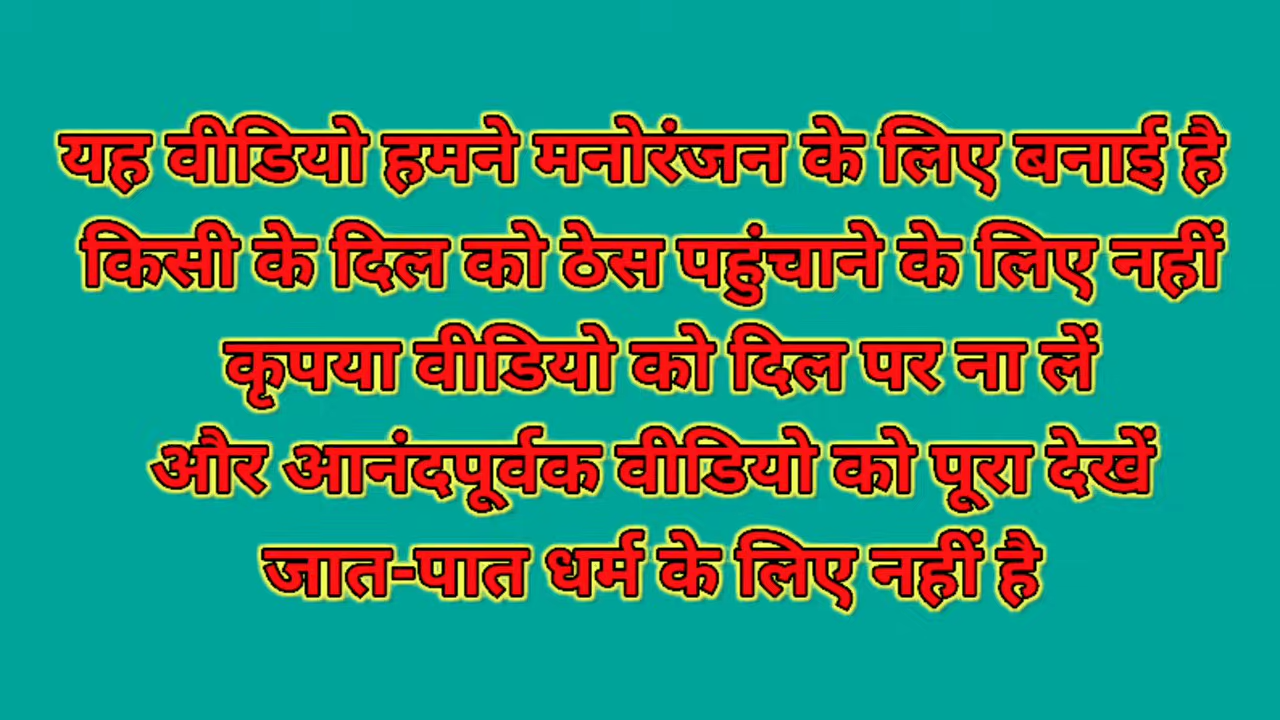 यह वीडियो हमने मनोरंजन के लिए बनाई है
किसी के दिल को ठेस पहुंचाने के लिए नहीं
कृपया वीडियो को दिल पर ना लें
और आनंदपूर्वक वीडियो को पूरा देखें
जात-पात धर्म के लिए नहीं है